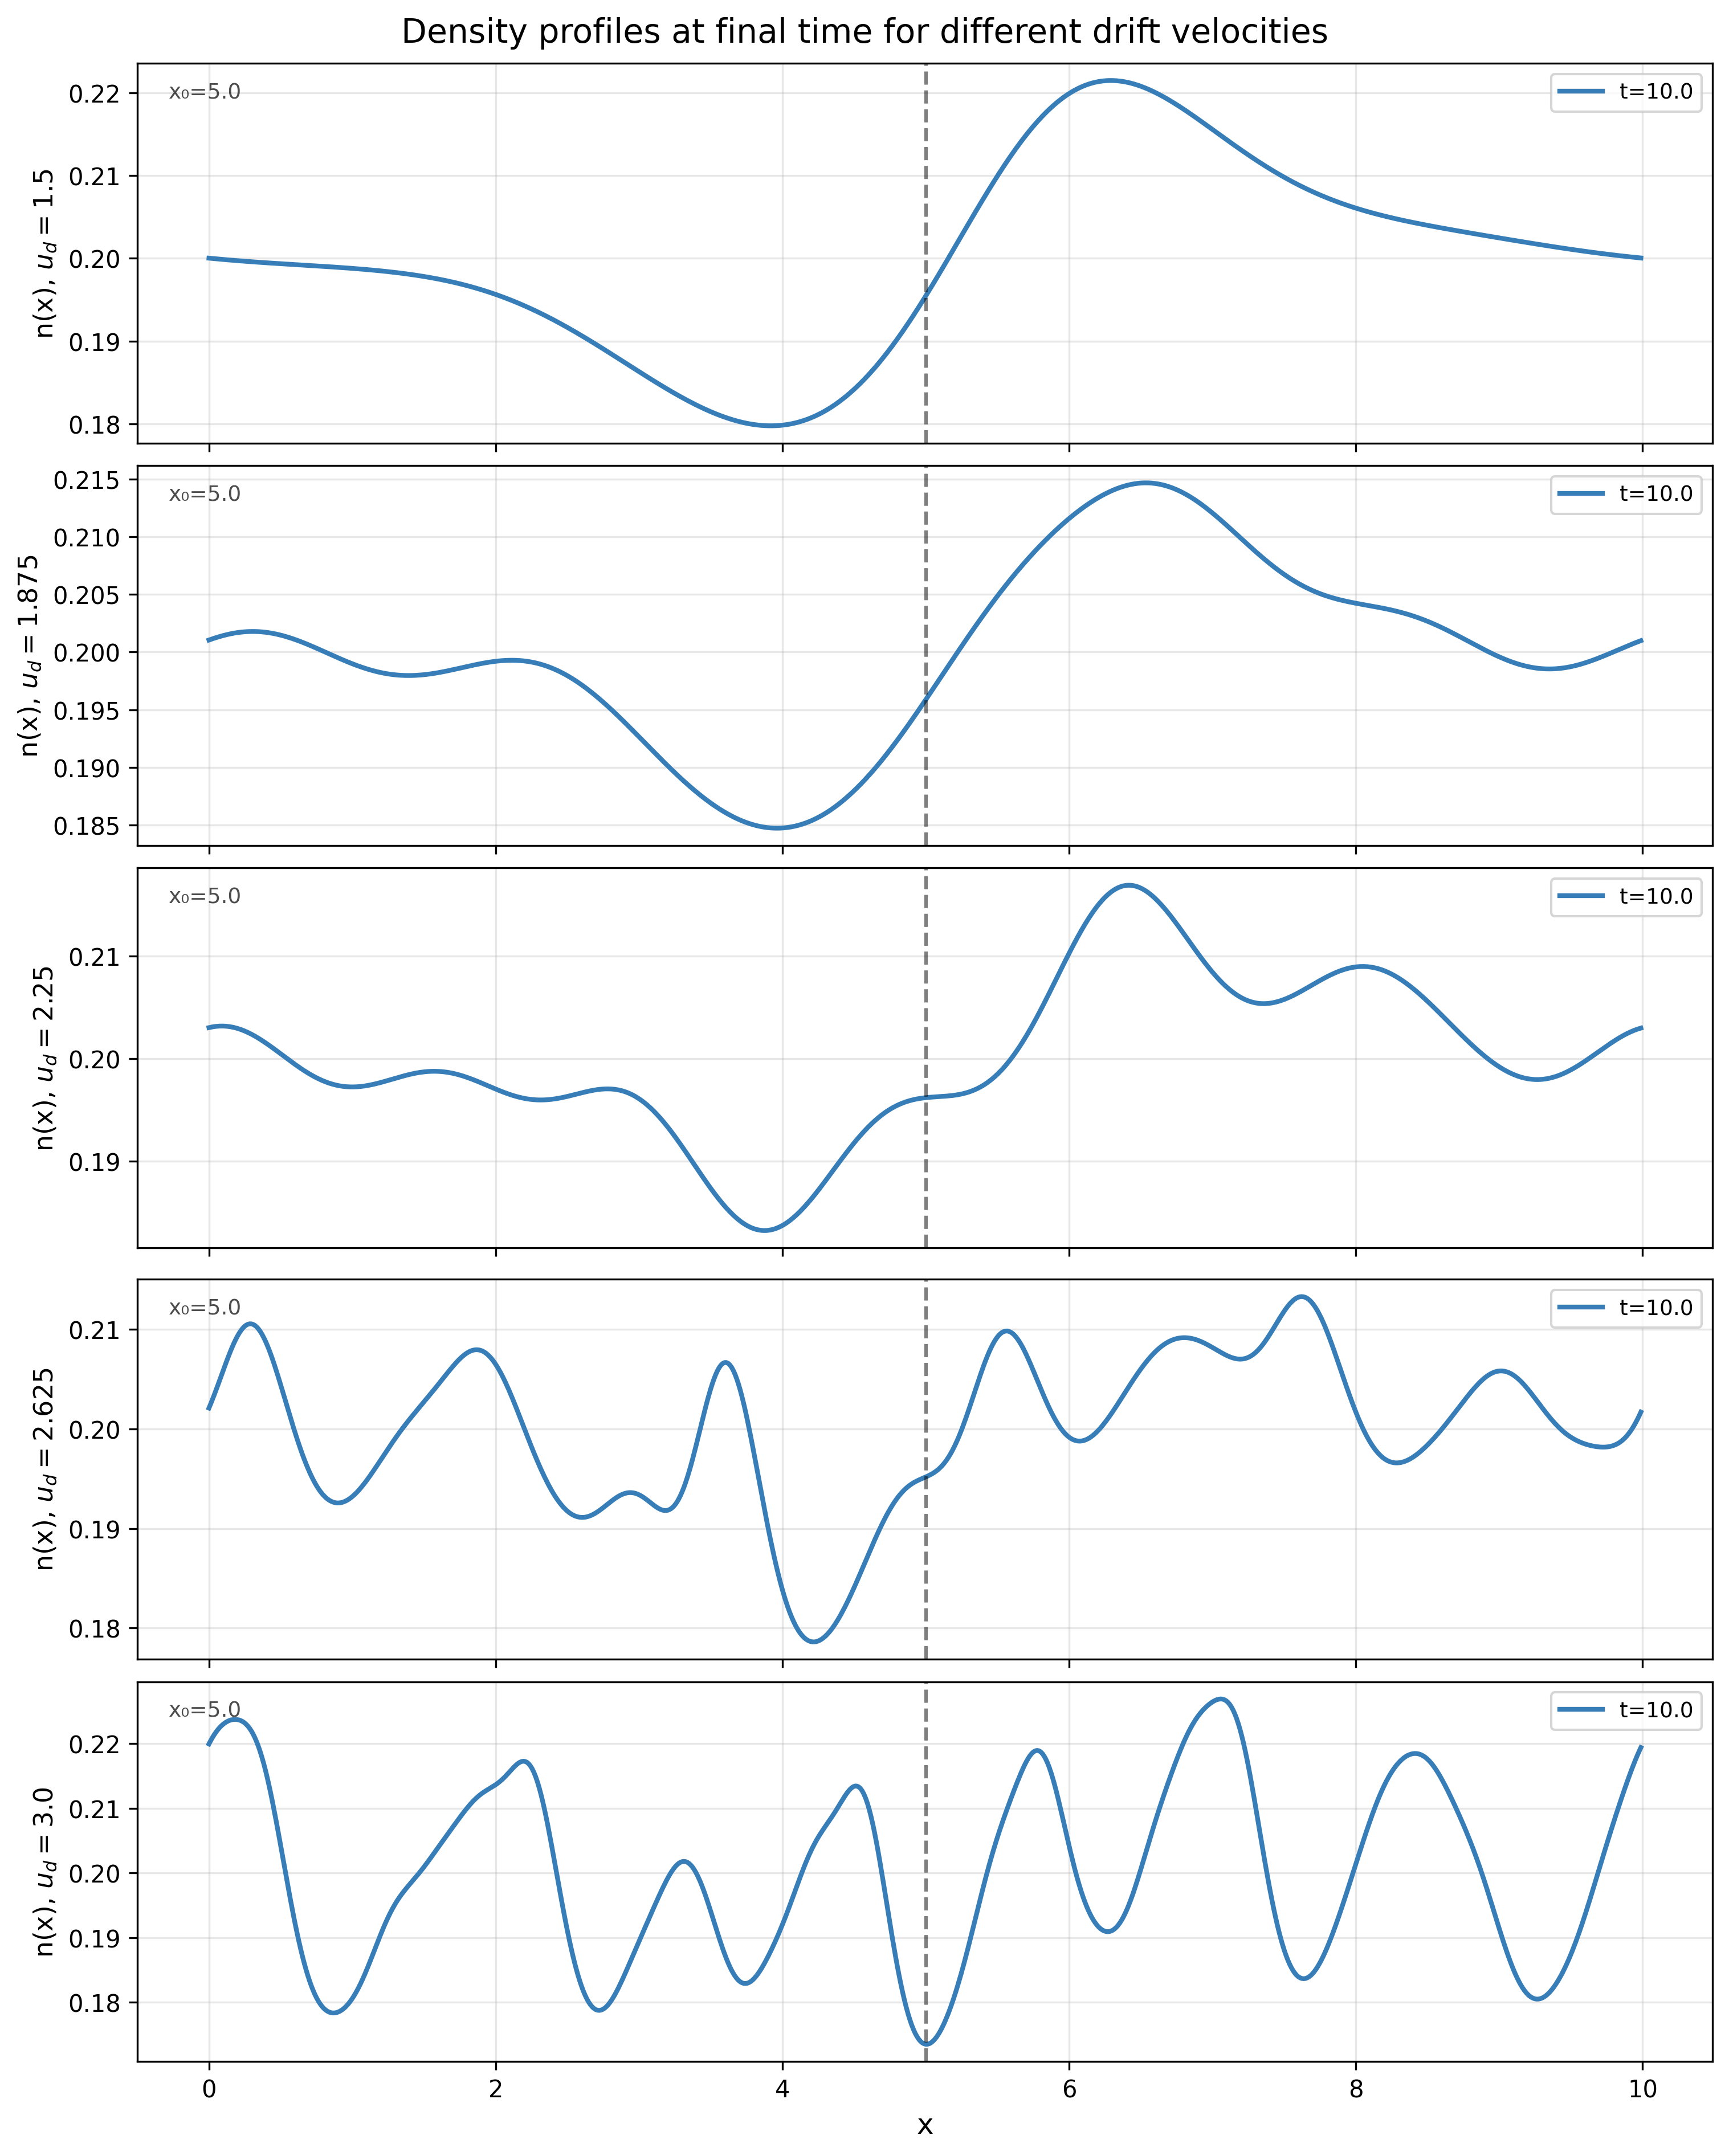 Density profiles at final time for different drift velocities
n(x), u_d = 1.5
0.22
0.21
0.20
0.19
0.18
x₀=5.0
t=10.0
n(x), u_d = 1.875
0.215
0.210
0.205
0.200
0.195
0.190
0.185
x₀=5.0
t=10.0
n(x), u_d = 2.25
0.21
0.20
0.19
x₀=5.0
t=10.0
n(x), u_d = 2.625
0.21
0.20
0.19
0.18
x₀=5.0
t=10.0
n(x), u_d = 3.0
0.22
0.21
0.20
0.19
0.18
x₀=5.0
t=10.0
0 2 4 6 8 10
x